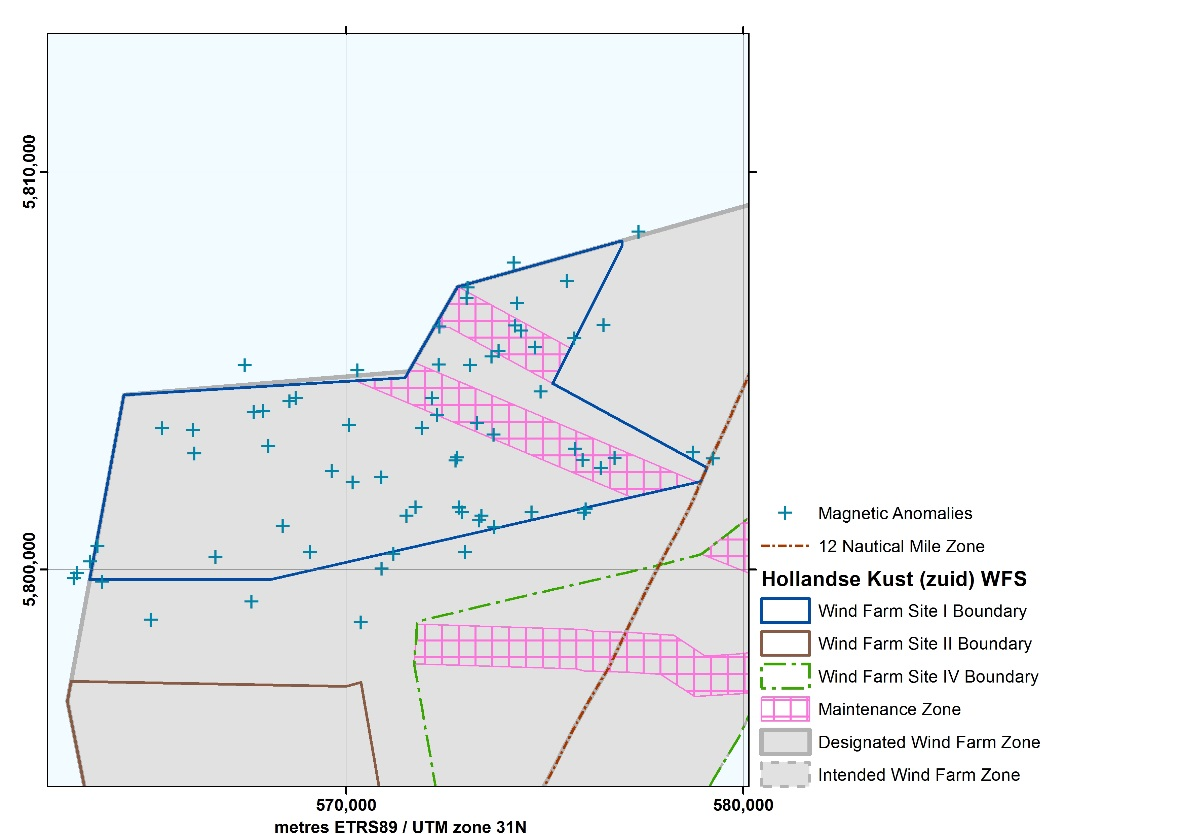 5,810,000
5,800,000
570,000
580,000
metres ETRS89 / UTM zone 31N
Magnetic Anomalies
12 Nautical Mile Zone
Hollandse Kust (zuid) WFS
Wind Farm Site I Boundary
Wind Farm Site II Boundary
Wind Farm Site IV Boundary
Maintenance Zone
Designated Wind Farm Zone
Intended Wind Farm Zone